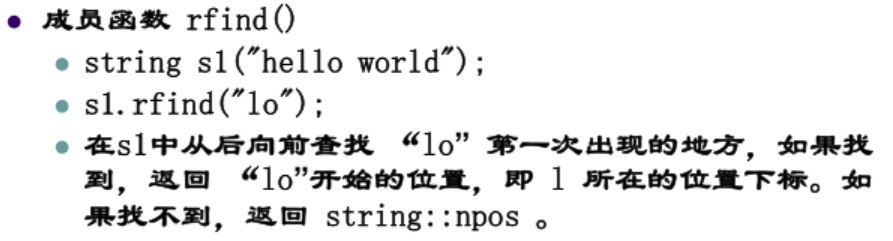 ● 成员函数 rfind()
● string s1("hello world");
● s1.rfind("lo");
● 在s1中从后向前查找 “lo” 第一次出现的地方，如果找
到，返回 “lo”开始的位置，即 l 所在的位置下标。如
果找不到，返回 string::npos 。